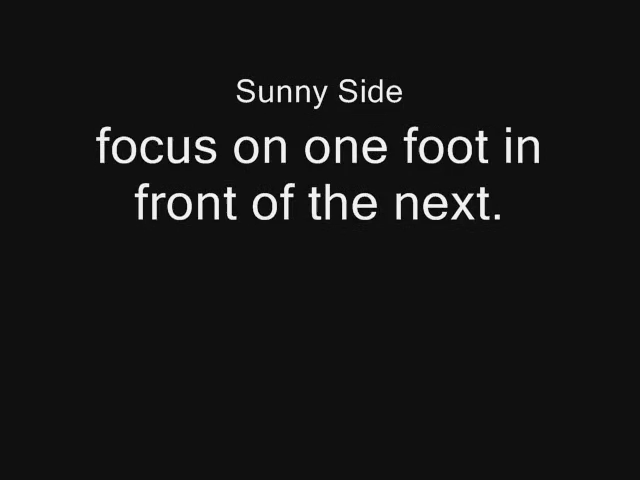 Sunny Side
focus on one foot in
front of the next.